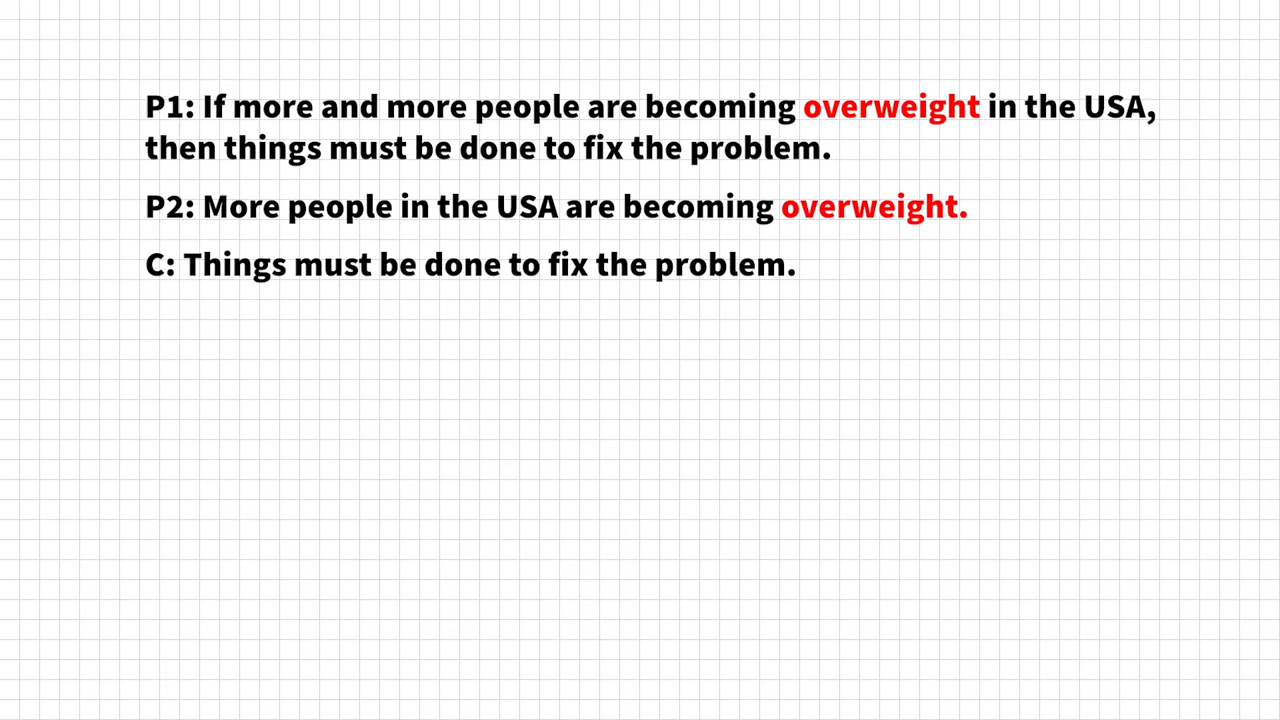 P1: If more and more people are becoming overweight in the USA,
then things must be done to fix the problem.
P2: More people in the USA are becoming overweight.
C: Things must be done to fix the problem.